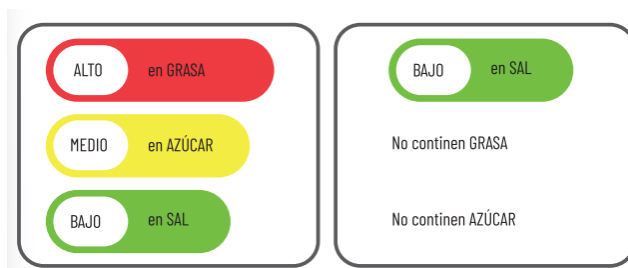 ALTO en GRASA
MEDIO en AZÚCAR
BAJO en SAL
BAJO en SAL
No continen GRASA
No continen AZÚCAR